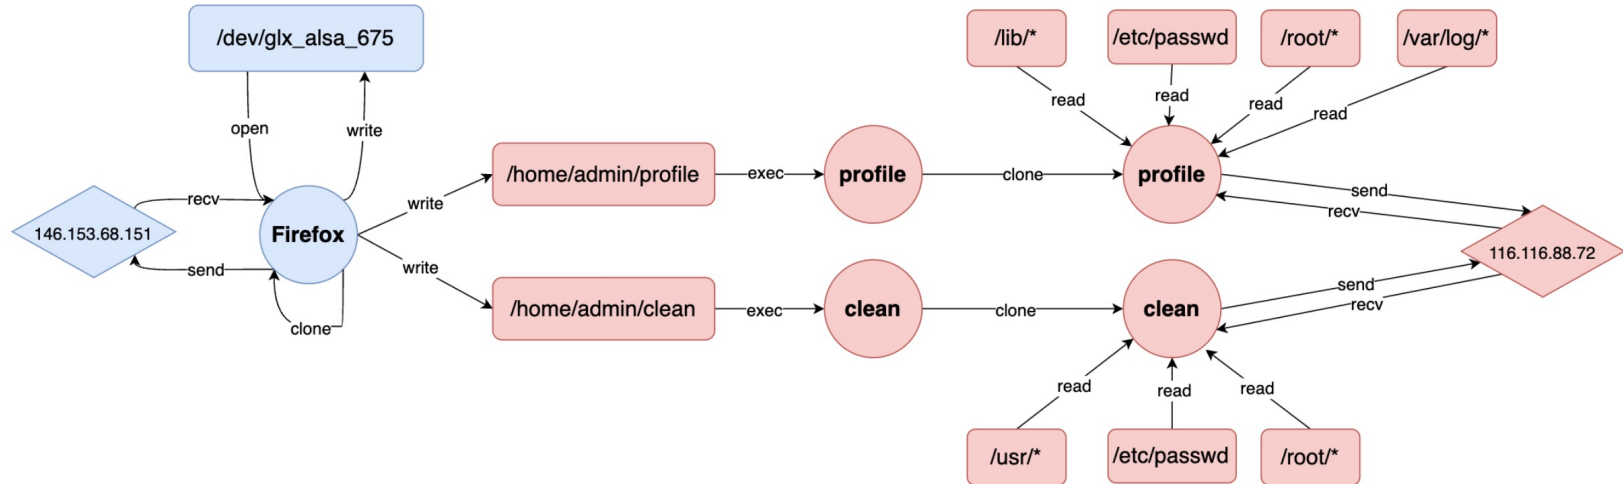 /dev/glx_alsa_675
/lib/*
/etc/passwd
/root/*
/var/log/*
open
write
read
read
read
read
146.153.68.151
recv
send
Firefox
clone
write
write
/home/admin/profile
exec
profile
clone
profile
send
recv
116.116.88.72
/home/admin/clean
exec
clean
clone
clean
send
recv
read
read
read
/usr/*
/etc/passwd
/root/*